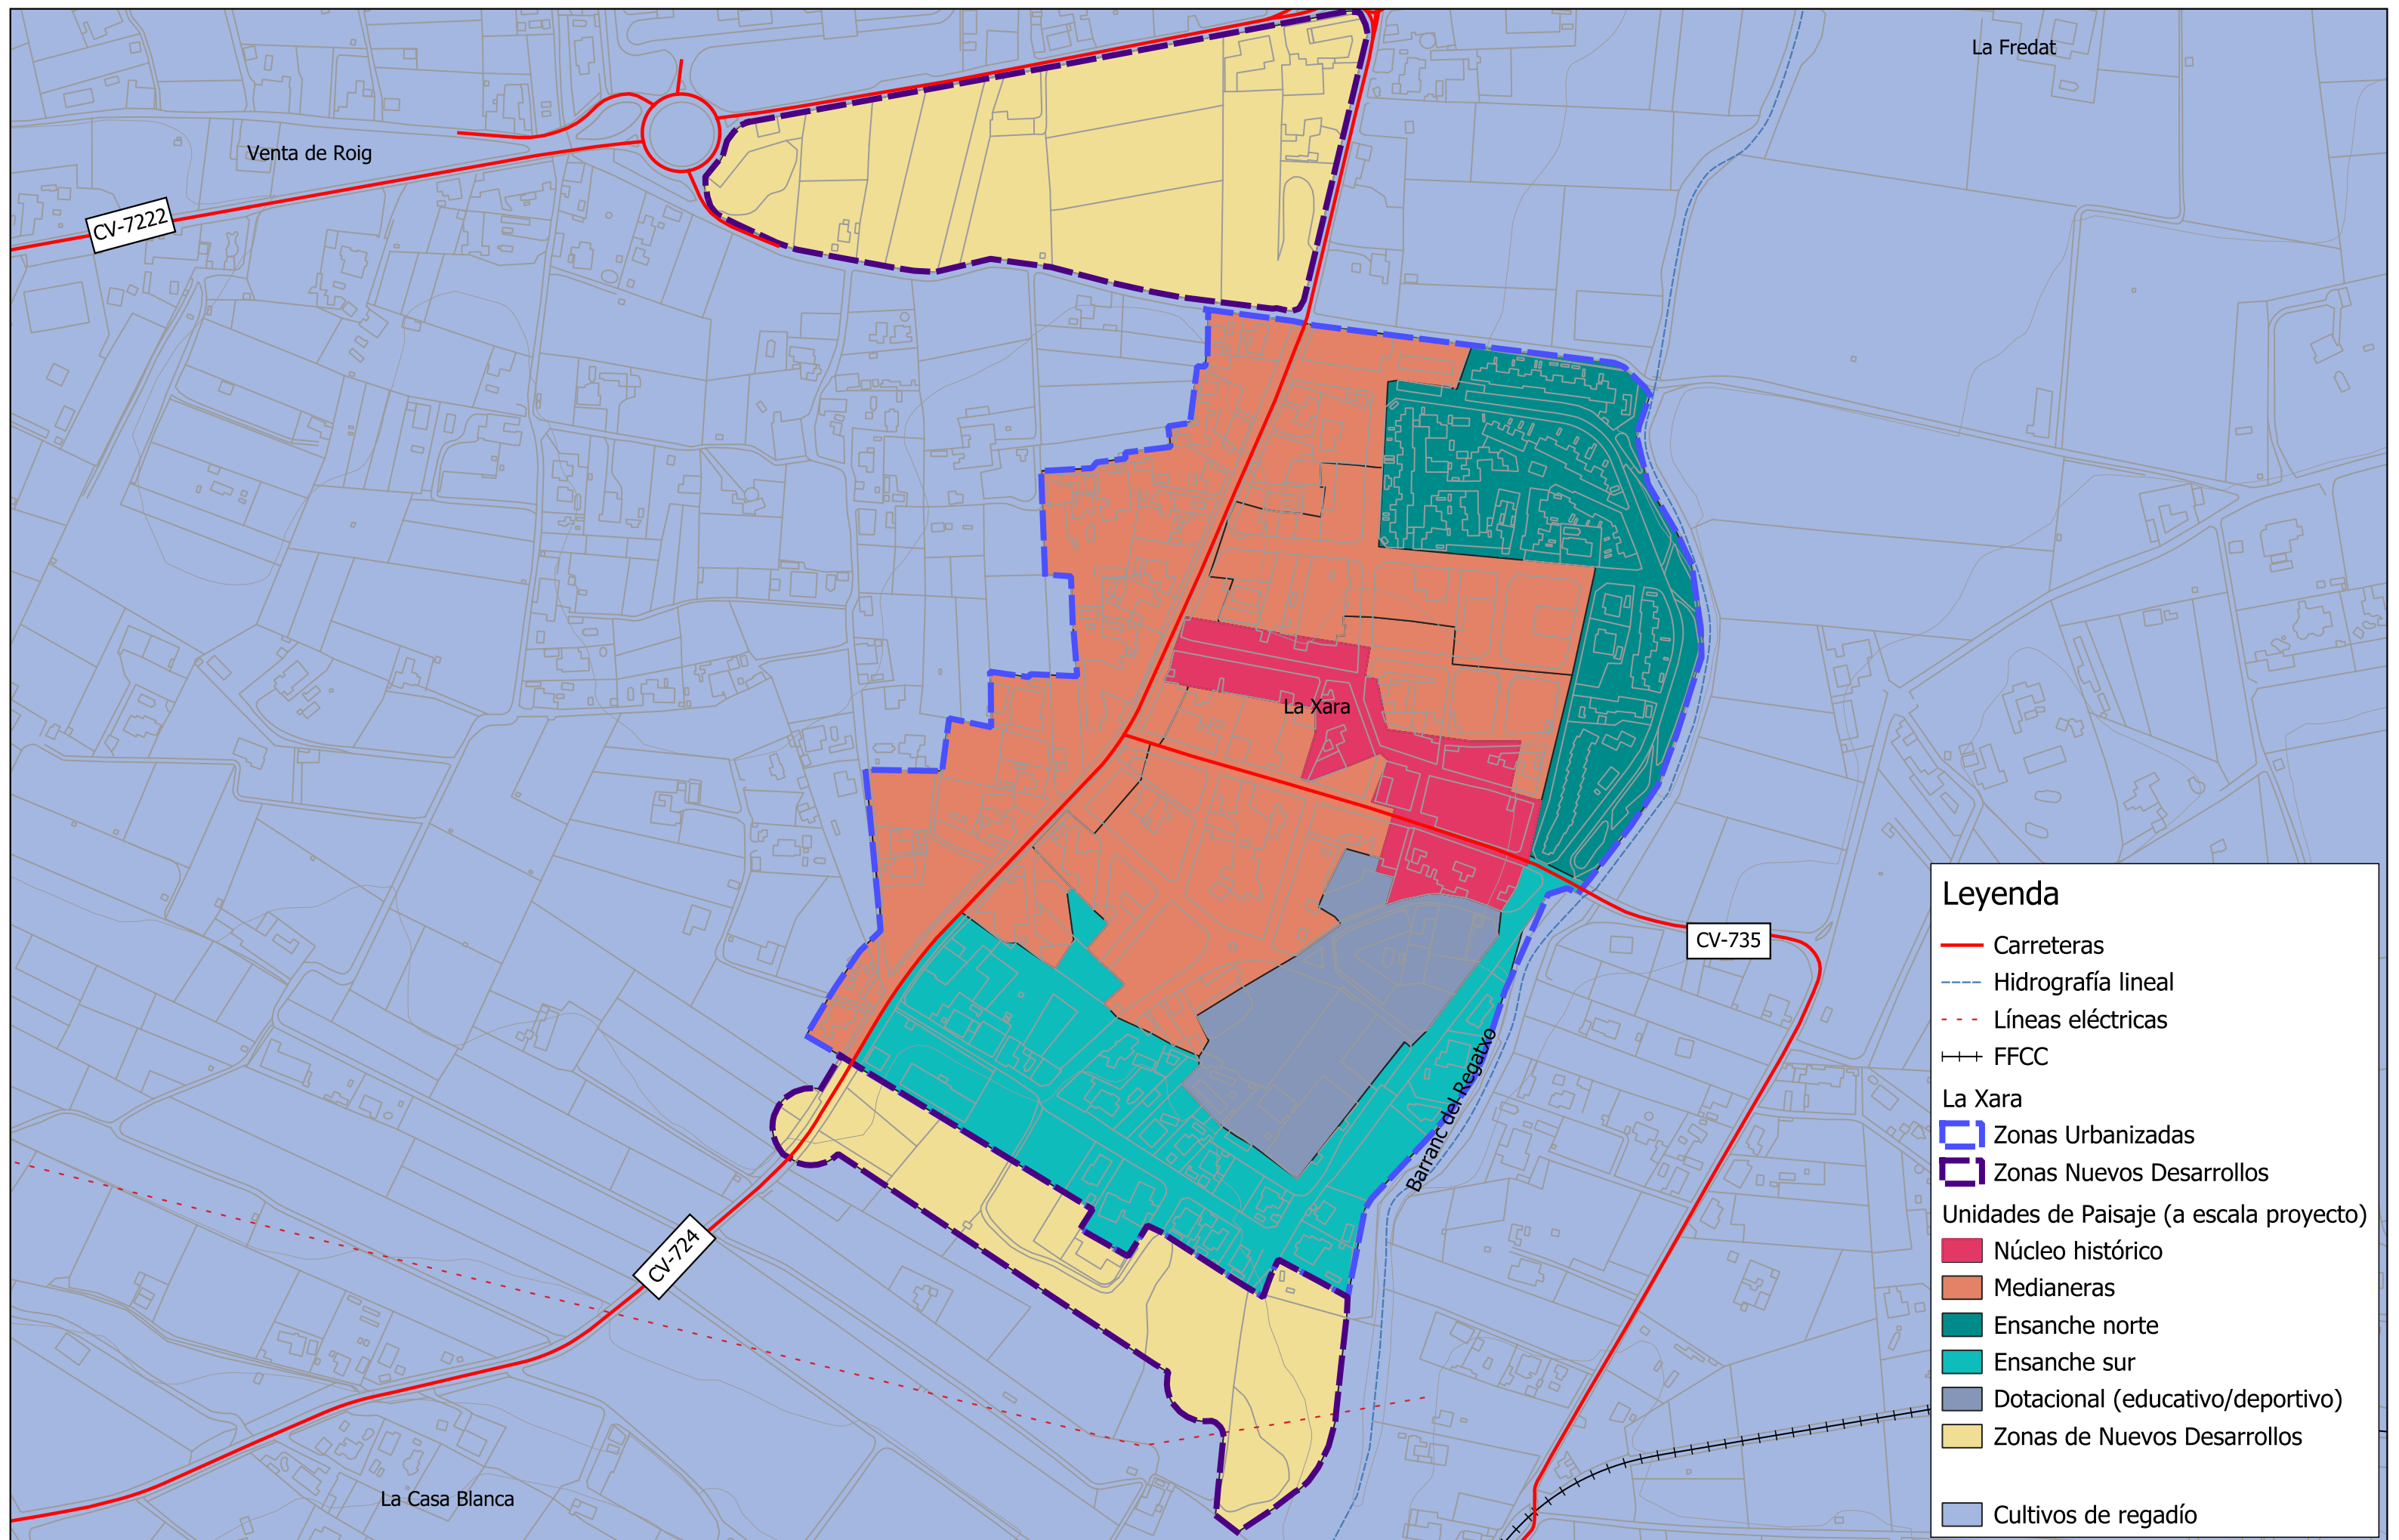 La Fredat
Venta de Roig
CV-7222
La Xara
CV-735
Barranc del Regatxo
CV-724
La Casa Blanca
Leyenda
Carreteras
Hidrografía lineal
Líneas eléctricas
FFCC
La Xara
Zonas Urbanizadas
Zonas Nuevos Desarrollos
Unidades de Paisaje (a escala proyecto)
Núcleo histórico
Medianeras
Ensanche norte
Ensanche sur
Dotacional (educativo/deportivo)
Zonas de Nuevos Desarrollos
Cultivos de regadío